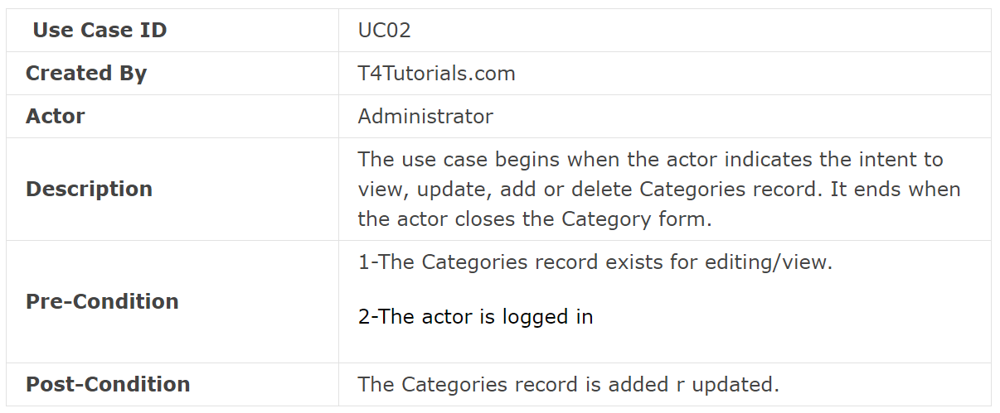 Use Case ID
UC02
Created By
T4Tutorials.com
Actor
Administrator
Description
The use case begins when the actor indicates the intent to
view, update, add or delete Categories record. It ends when
the actor closes the Category form.
Pre-Condition
1-The Categories record exists for editing/view.
2-The actor is logged in
Post-Condition
The Categories record is added r updated.